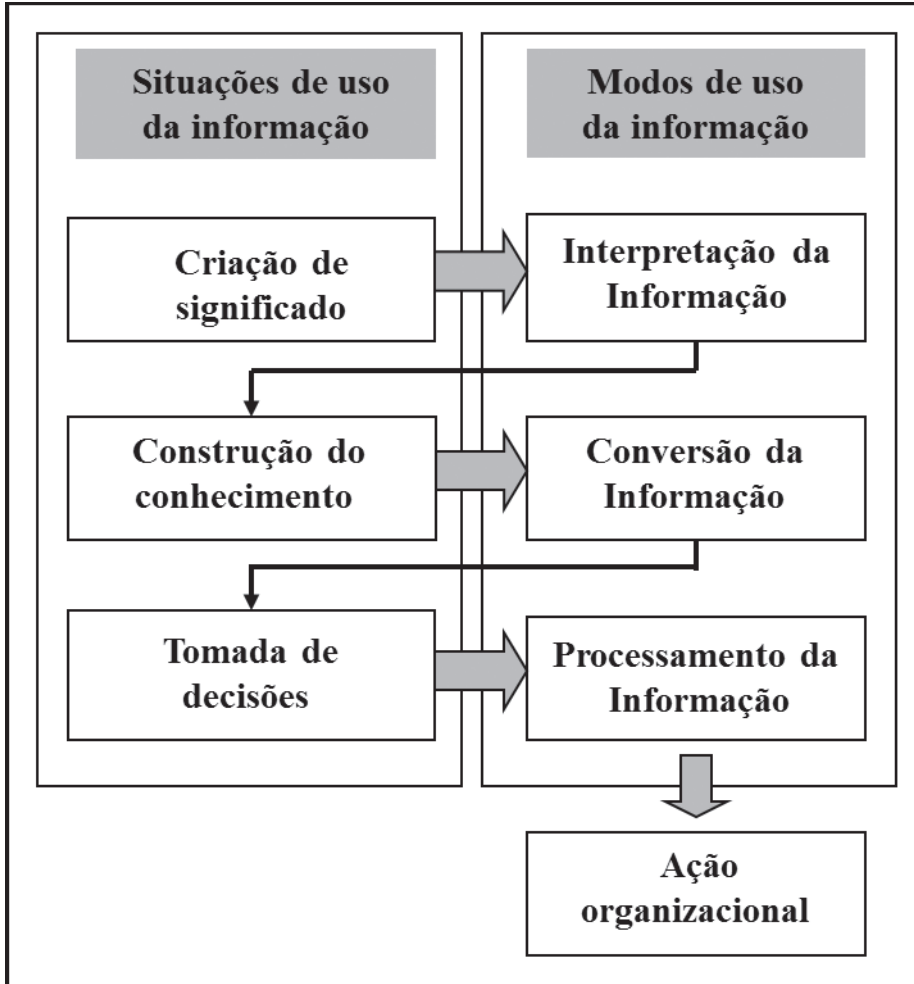 Situações de uso
da informação
Modos de uso
da informação
Criação de
significado
Interpretação da
Informação
Construção do
conhecimento
Conversão da
Informação
Tomada de
decisões
Processamento da
Informação
Ação
organizacional